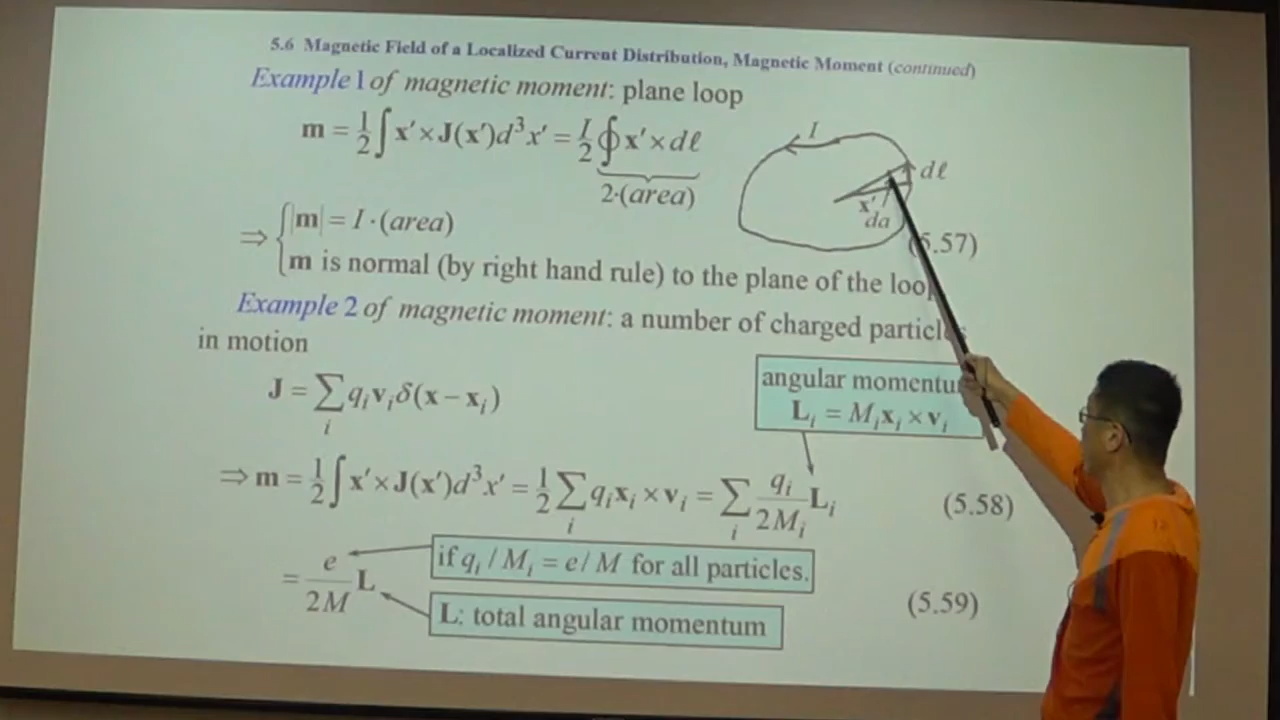 5.6 Magnetic Field of a Localized Current Distribution, Magnetic Moment (continued)
Example 1 of magnetic moment: plane loop
m = 1/2 ∫ x′ × J(x′)d³x′ = I/2 ∮ x′ × dℓ
2·(area)
I
dℓ
x′
da
⇒ { |m| = I · (area)
(5.57)
m is normal (by right hand rule) to the plane of the
Example 2 of magnetic moment: a number of charged
in motion
J = ∑ᵢ qᵢvᵢδ(x − xᵢ)
angular
Lᵢ = Mᵢxᵢ × vᵢ
⇒ m = 1/2 ∫ x′ × J(x′)d³x′ = 1/2 ∑ᵢ qᵢxᵢ × vᵢ = ∑ᵢ qᵢ/2Mᵢ Lᵢ (5.58)
= e/2M L
if qᵢ / Mᵢ = e / M for all particles.
L: total angular momentum
(5.59)